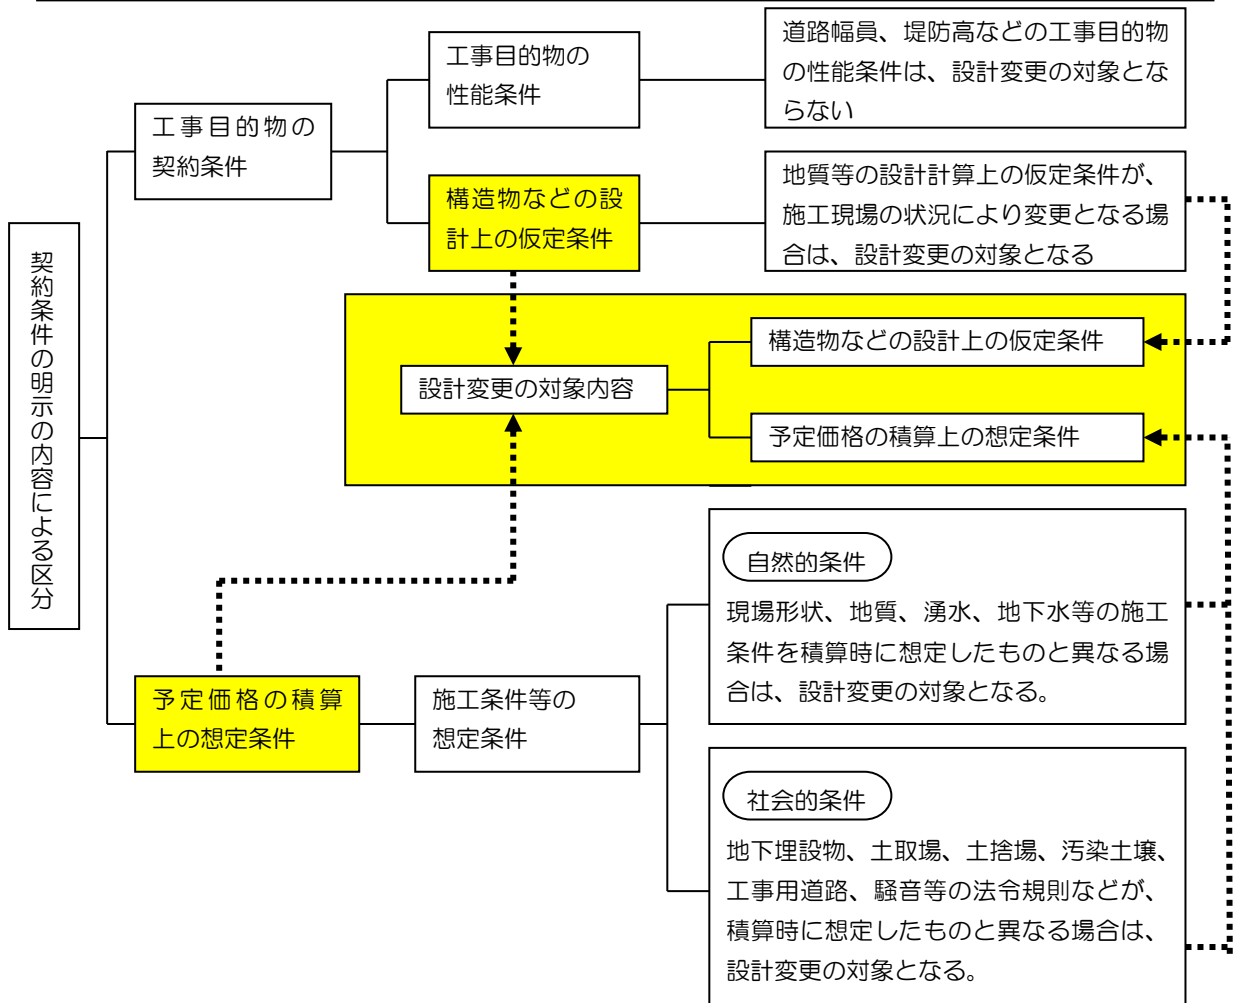 契約条件の明示の内容による区分
工事目的物の
契約条件
工事目的物の
性能条件
道路幅員、堤防高などの工事目的物
の性能条件は、設計変更の対象とな
らない
構造物などの設
計上の仮定条件
地質等の設計計算上の仮定条件が、
施工現場の状況により変更となる場
合は、設計変更の対象となる
設計変更の対象内容
構造物などの設計上の仮定条件
予定価格の積算上の想定条件
予定価格の積算
上の想定条件
施工条件等の
想定条件
自然的条件
現場形状、地質、湧水、地下水等の施工
条件を積算時に想定したものと異なる場
合は、設計変更の対象となる。
社会的条件
地下埋設物、土取場、土捨場、汚染土壌、
工事用道路、騒音等の法令規則などが、
積算時に想定したものと異なる場合は、
設計変更の対象となる。